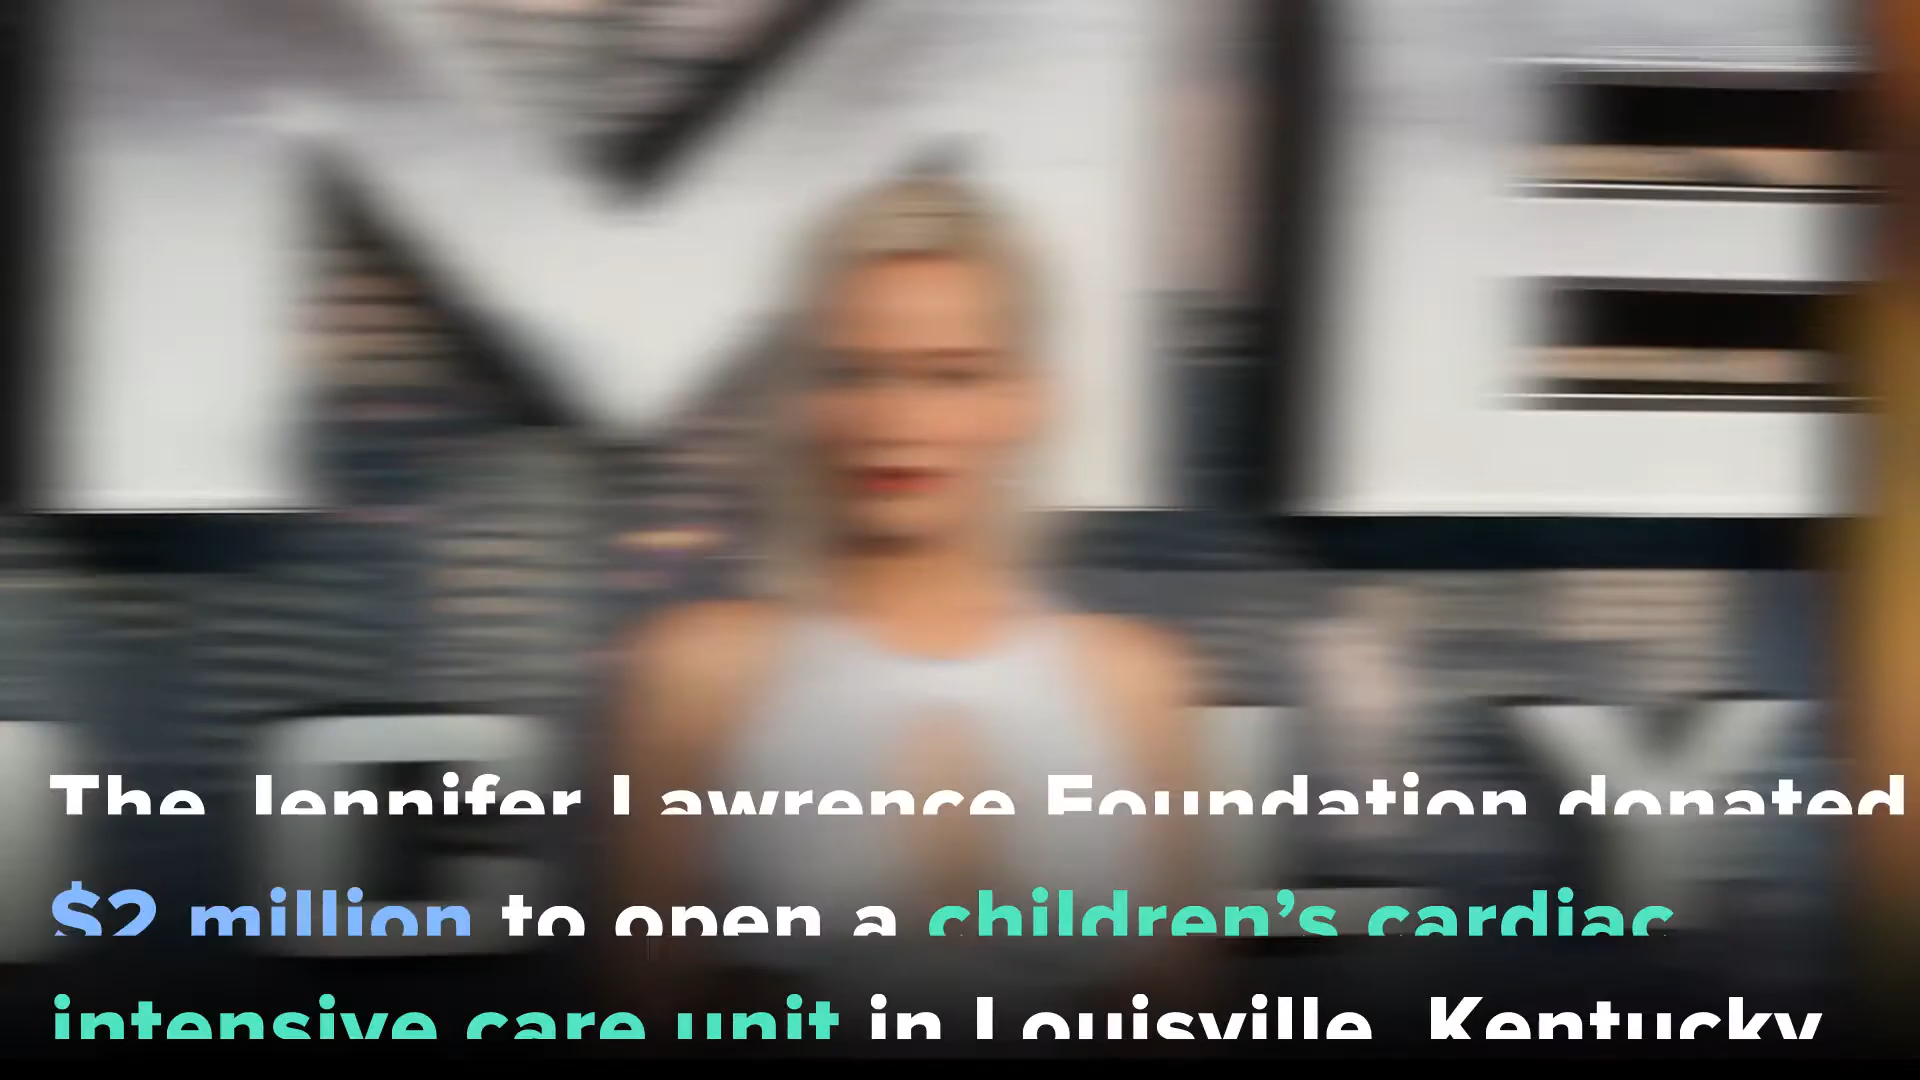 M E
Y
The Jennifer Lawrence Foundation donated
$2 million to open a children’s cardiac
intensive care unit in Louisville, Kentucky